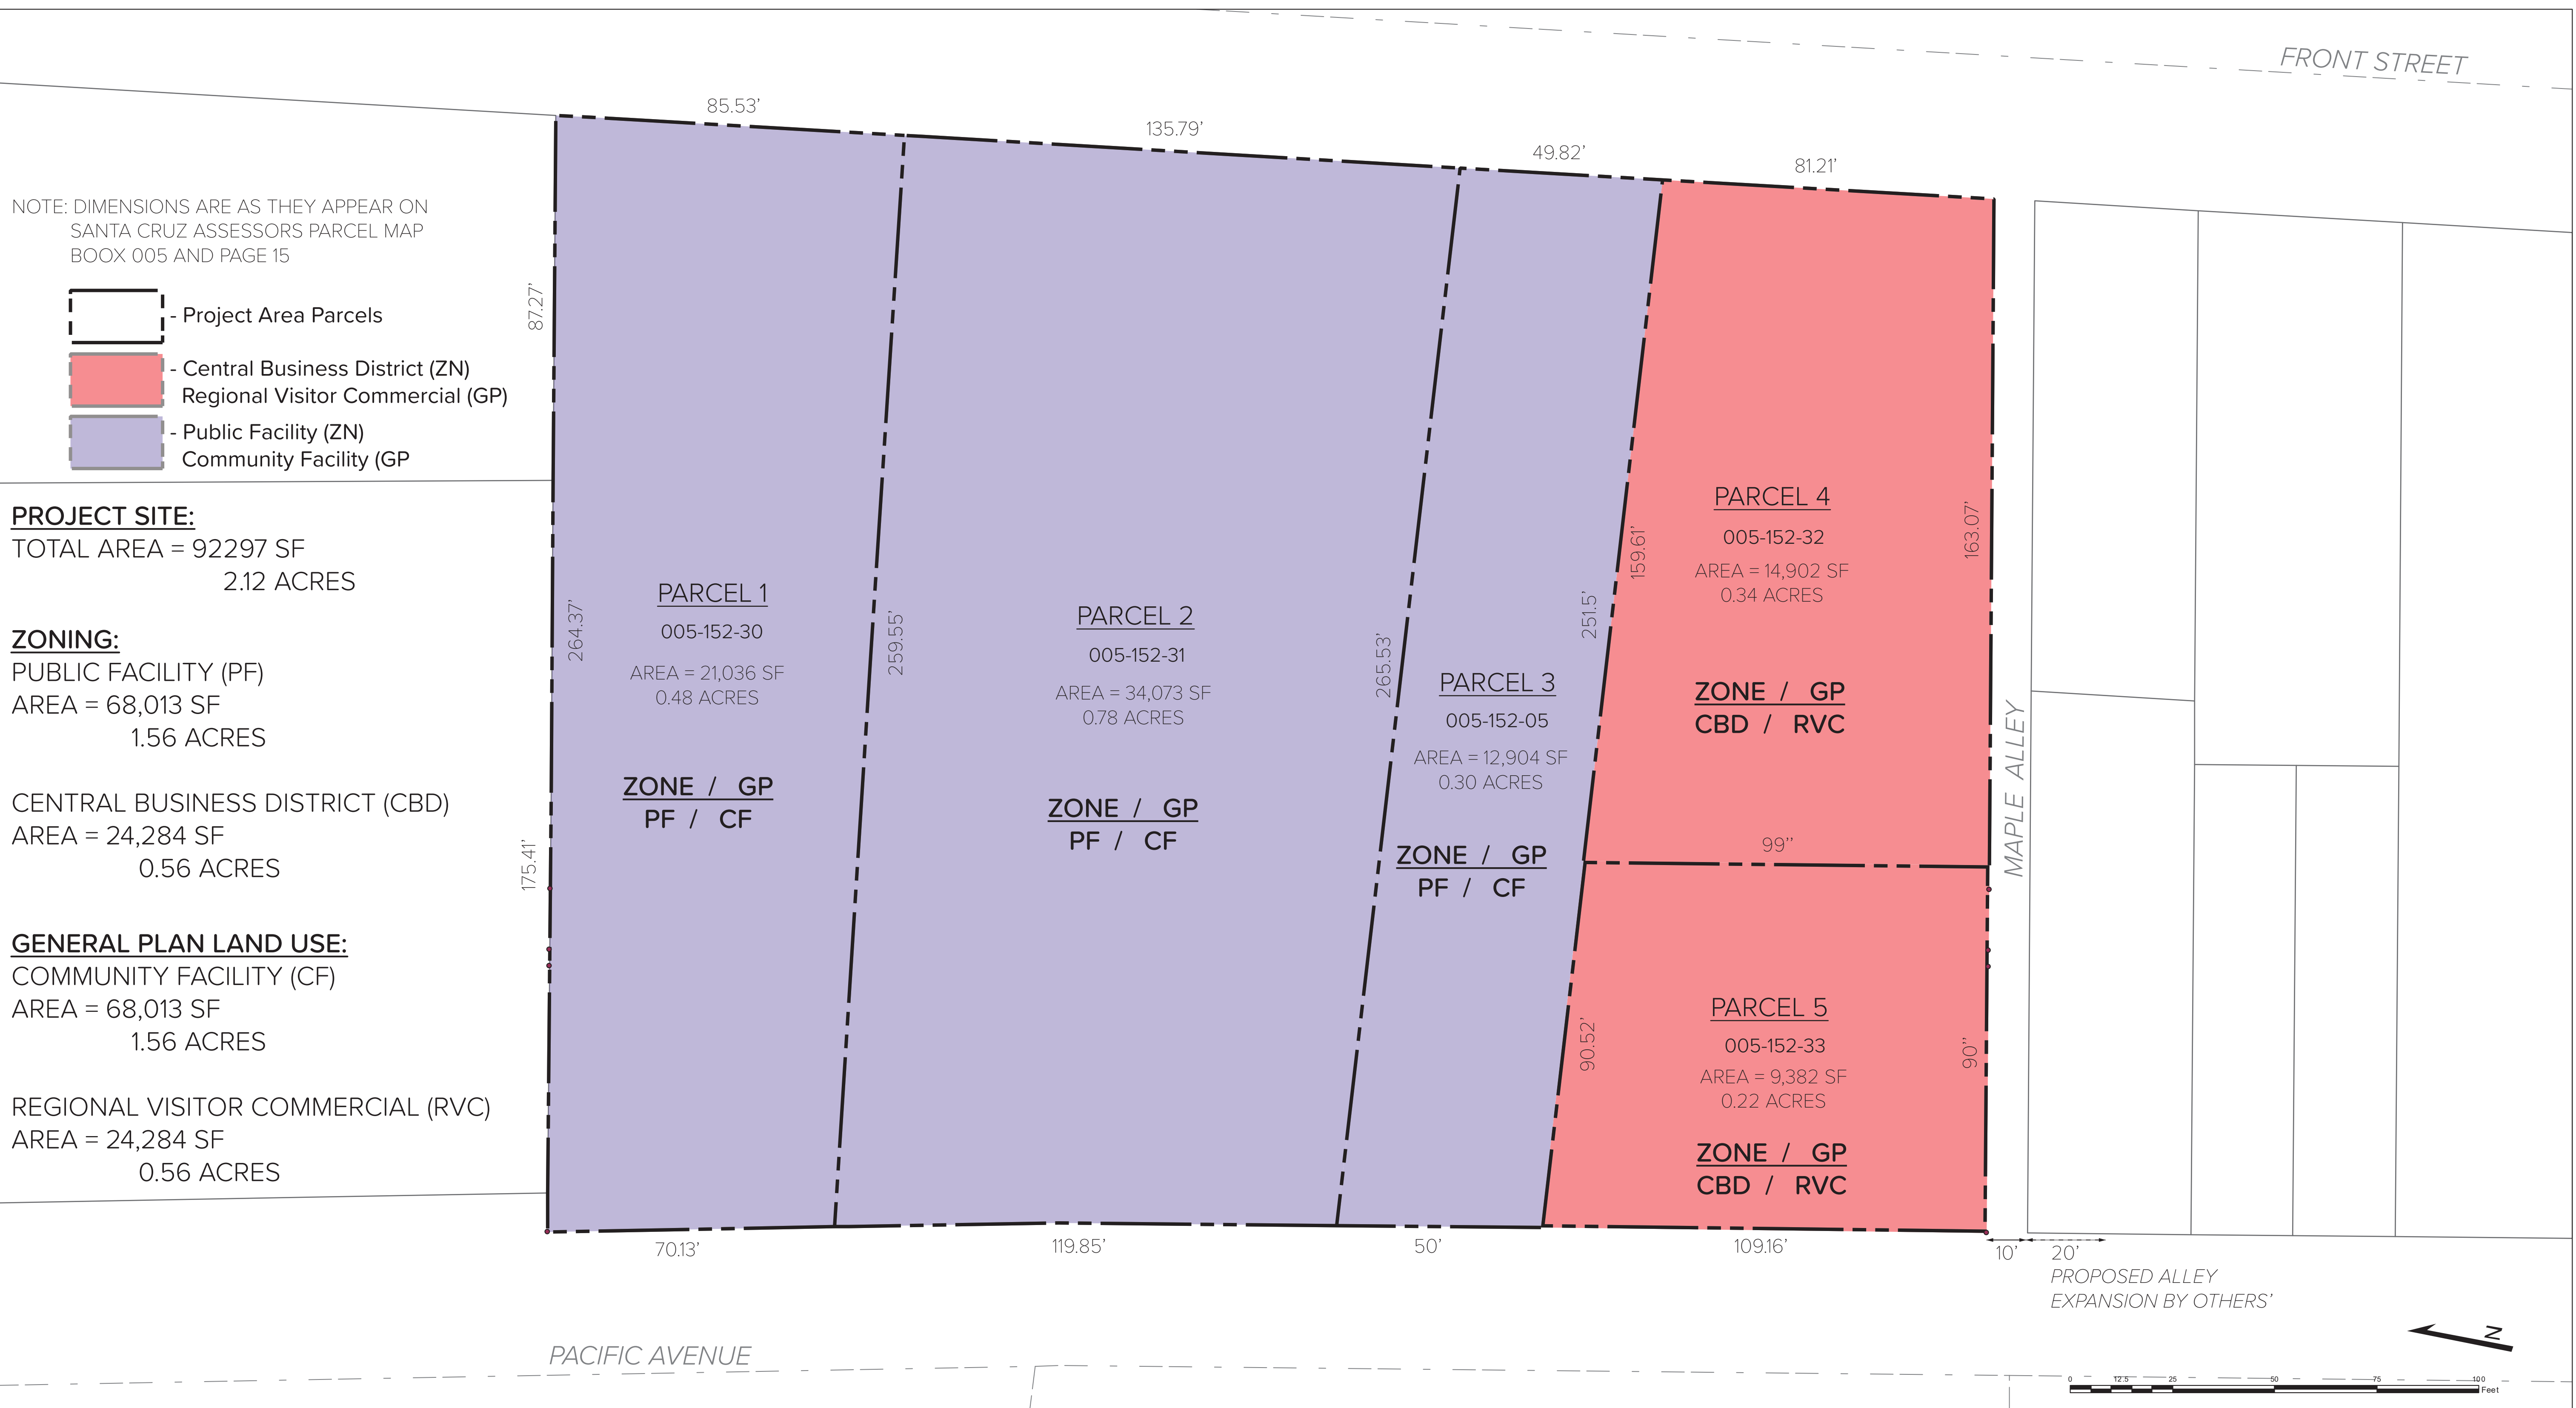 FRONT STREET
85.53’
135.79’
49.82’
81.21’
NOTE: DIMENSIONS ARE AS THEY APPEAR ON
SANTA CRUZ ASSESSORS PARCEL MAP
BOOX 005 AND PAGE 15
- Project Area Parcels
- Central Business District (ZN)
Regional Visitor Commercial (GP)
- Public Facility (ZN)
Community Facility (GP
PROJECT SITE:
TOTAL AREA = 92297 SF
2.12 ACRES
ZONING:
PUBLIC FACILITY (PF)
AREA = 68,013 SF
1.56 ACRES
CENTRAL BUSINESS DISTRICT (CBD)
AREA = 24,284 SF
0.56 ACRES
GENERAL PLAN LAND USE:
COMMUNITY FACILITY (CF)
AREA = 68,013 SF
1.56 ACRES
REGIONAL VISITOR COMMERCIAL (RVC)
AREA = 24,284 SF
0.56 ACRES
87.27’
264.37’
175.41’
PARCEL 1
005-152-30
AREA = 21,036 SF
0.48 ACRES
ZONE / GP
PF / CF
259.55’
PARCEL 2
005-152-31
AREA = 34,073 SF
0.78 ACRES
ZONE / GP
PF / CF
265.53’
PARCEL 3
005-152-05
AREA = 12,904 SF
0.30 ACRES
ZONE / GP
PF / CF
251.5’
159.61’
PARCEL 4
005-152-32
AREA = 14,902 SF
0.34 ACRES
ZONE / GP
CBD / RVC
163.07’
99’’
90.52’
PARCEL 5
005-152-33
AREA = 9,382 SF
0.22 ACRES
ZONE / GP
CBD / RVC
90’’
MAPLE ALLEY
70.13’
119.85’
50’
109.16’
10’
20’
PROPOSED ALLEY
EXPANSION BY OTHERS’
PACIFIC AVENUE
N
0 12.5 25 50 75 100
Feet